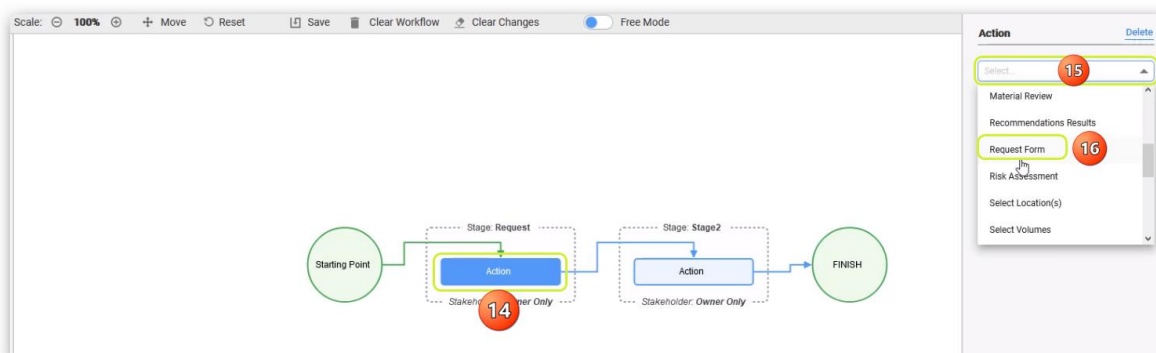 Scale: 100% Move Reset Save Clear Workflow Clear Changes Free Mode
Action Delete
Select... 15
Material Review
Recommendations Results
Request Form 16
Risk Assessment
Select Location(s)
Select Volumes
Stage: Request Stage: Stage2
Starting Point Action Action FINISH
Only Stakeholder: Owner Only
14